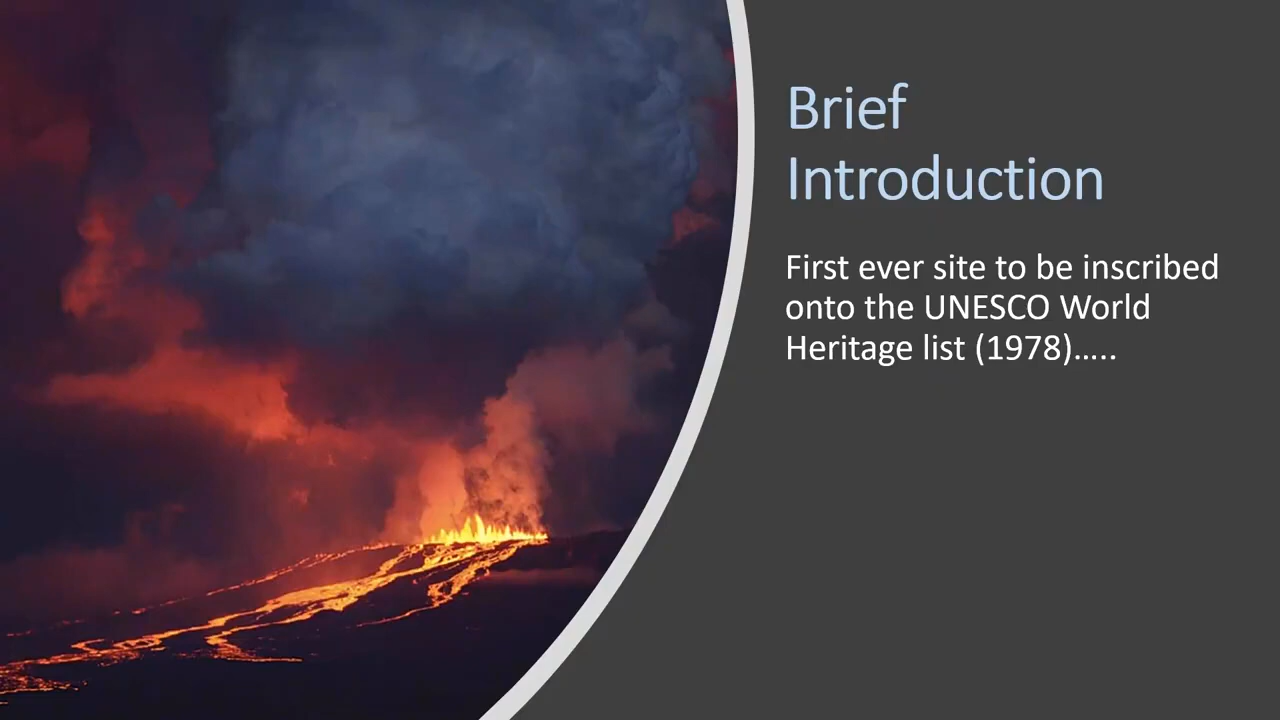 Brief
Introduction
First ever site to be inscribed
onto the UNESCO World
Heritage list (1978).....